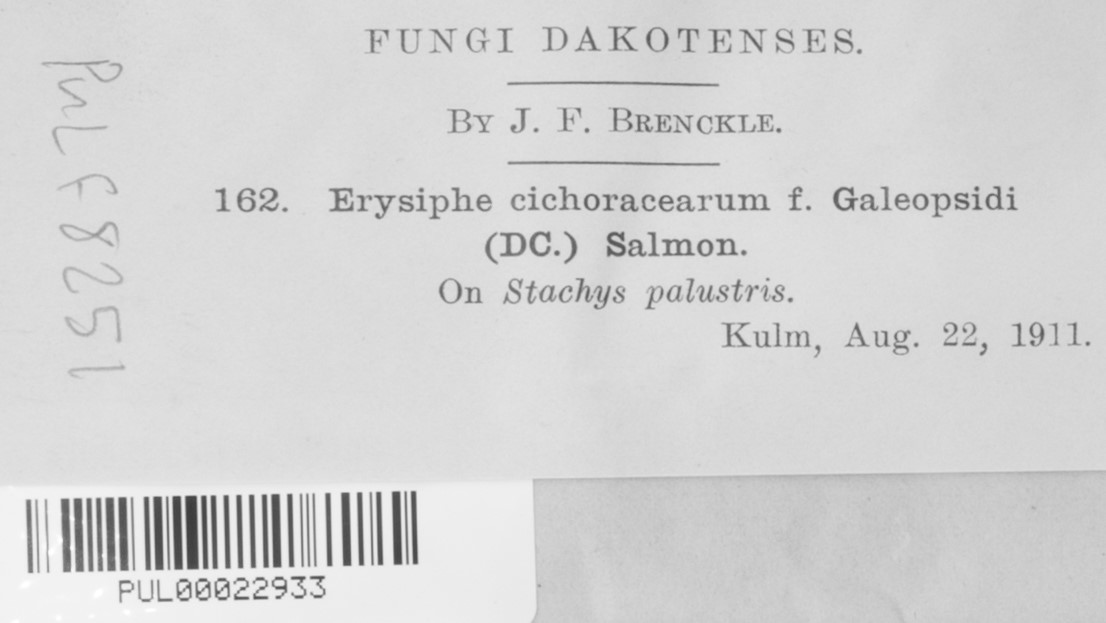 FUNGI DAKOTENSES.
BY J. F. BRENCKLE.
162. Erysiphe cichoracearum f. Galeopsidi
(DC.) Salmon.
On Stachys palustris.
Kulm, Aug. 22, 1911.
PUL F8251
PUL00022933